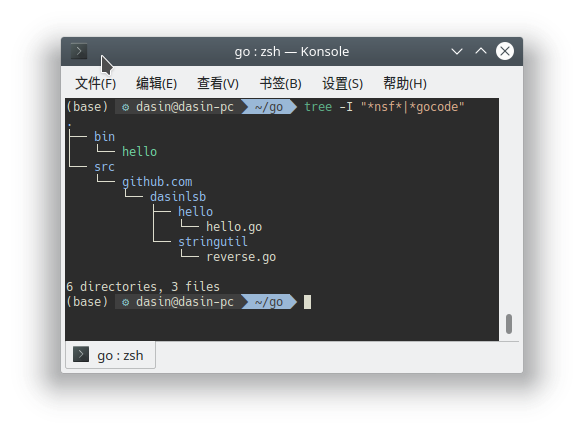 go : zsh — Konsole
文件(F) 编辑(E) 查看(V) 书签(B) 设置(S) 帮助(H)
(base) ⚙ dasin@dasin-pc ~/go tree -I "*nsf*|*gocode"
.
├── bin
│   └── hello
└── src
    └── github.com
        └── dasinlsb
            ├── hello
            │   └── hello.go
            └── stringutil
                └── reverse.go
6 directories, 3 files
(base) ⚙ dasin@dasin-pc ~/go
go : zsh